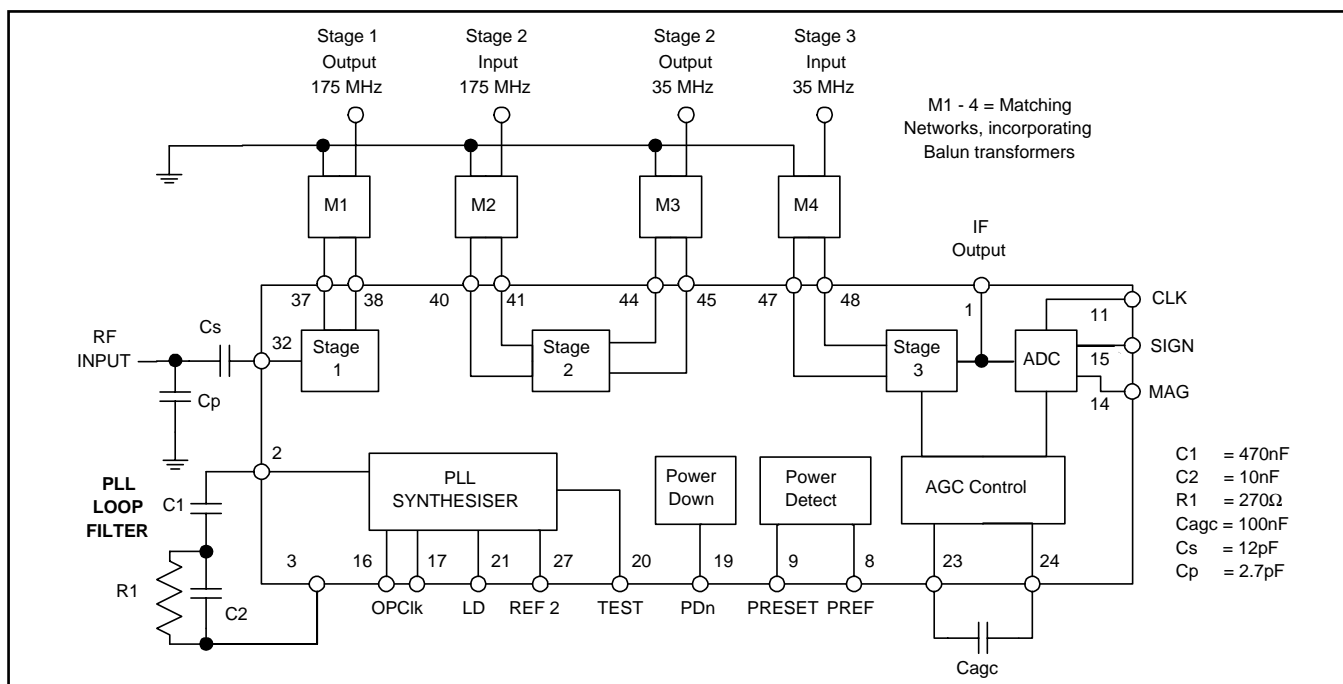 Stage 1
Output
175 MHz
Stage 2
Input
175 MHz
Stage 2
Output
35 MHz
Stage 3
Input
35 MHz
M1 - 4 = Matching
Networks, incorporating
Balun transformers
M1
M2
M3
M4
IF
Output
37
38
40
41
44
45
47
48
1
11
CLK
RF
INPUT
Cs
32
Stage
1
Stage
2
Stage
3
ADC
15
SIGN
14
MAG
Cp
2
PLL
LOOP
FILTER
C1
PLL
SYNTHESISER
Power
Down
Power
Detect
AGC Control
C1 = 470nF
C2 = 10nF
R1 = 270Ω
Cagc = 100nF
Cs = 12pF
Cp = 2.7pF
R1
C2
3
16
17
21
27
20
19
9
8
23
24
OPClk
LD
REF 2
TEST
PDn
PRESET
PREF
Cagc